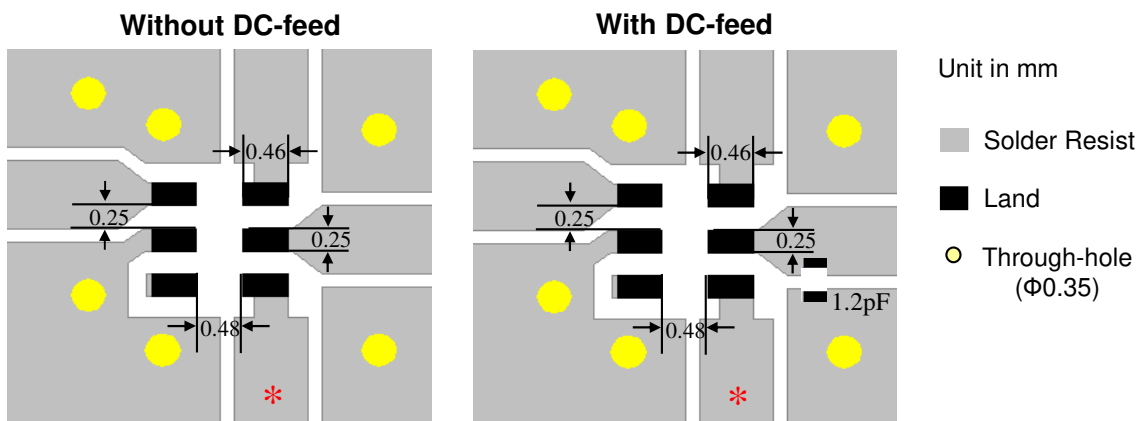 Without DC-feed
0.46
0.25
0.25
0.48
*
With DC-feed
0.46
0.25
0.25
1.2pF
0.48
*
Unit in mm
Solder Resist
Land
Through-hole
(Φ0.35)